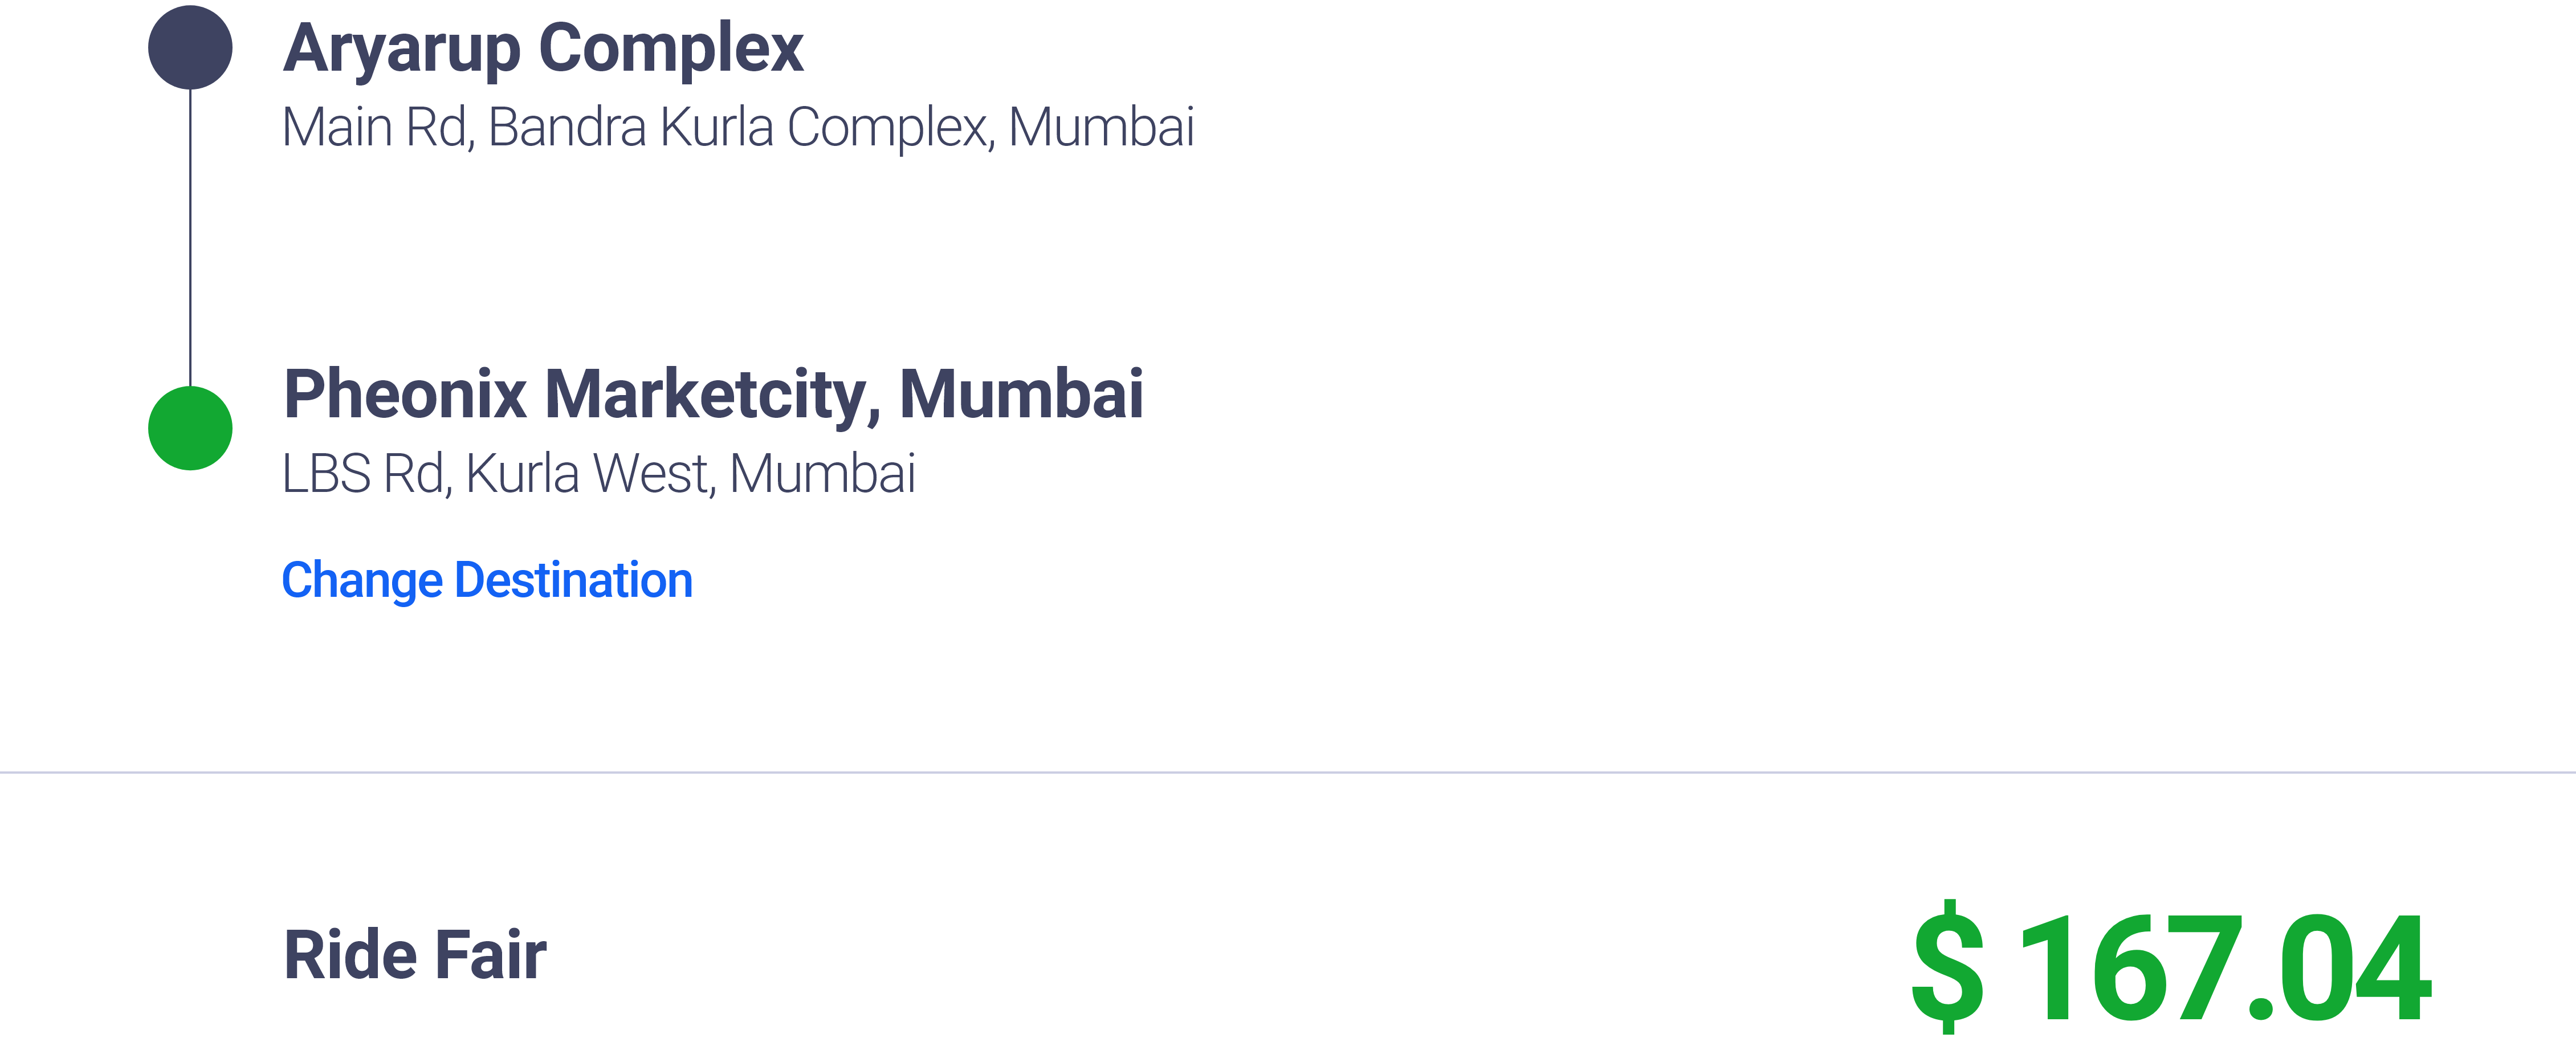 Aryarup Complex
Main Rd, Bandra Kurla Complex, Mumbai
Pheonix Marketcity, Mumbai
LBS Rd, Kurla West, Mumbai
Change Destination
Ride Fair
$ 167.04